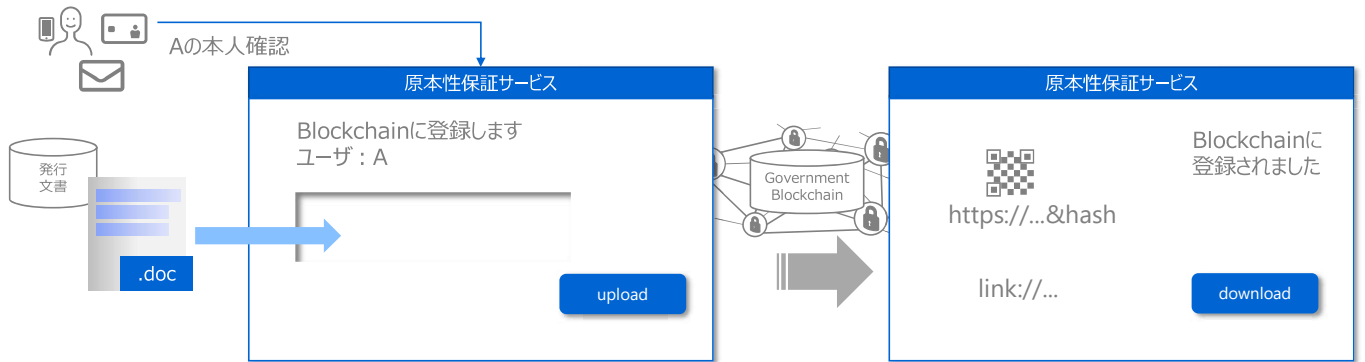 Aの本人確認
原本性保証サービス
Blockchainに登録します
ユーザ：A
発行
文書
.doc
upload
Government
Blockchain
原本性保証サービス
Blockchainに
登録されました
https://...&hash
link://...
download